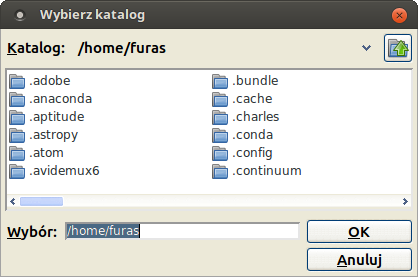 Wybierz katalog
Katalog: /home/furas
.adobe
.anaconda
.aptitude
.astropy
.atom
.avidemux6
.bundle
.cache
.charles
.conda
.config
.continuum
Wybór: /home/furas
OK
Anuluj